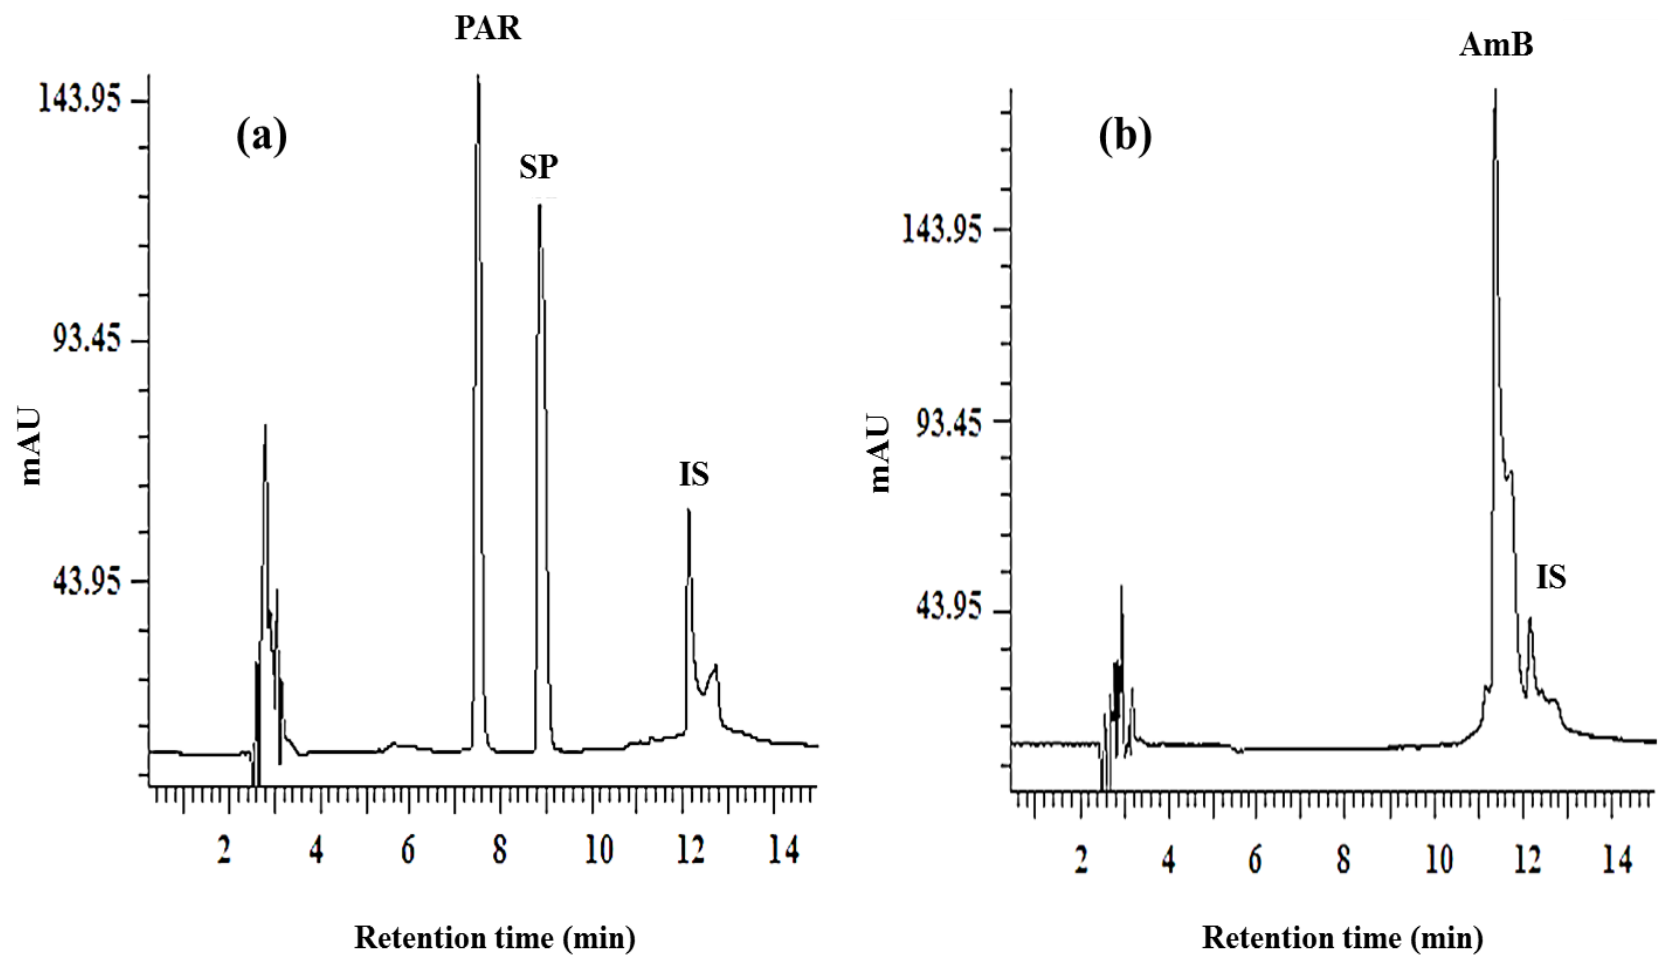 PAR
143.95
(a)
SP
93.45
mAU
IS
43.95
2 4 6 8 10 12 14
Retention time (min)
AmB
(b)
143.95
93.45
mAU
IS
43.95
2 4 6 8 10 12 14
Retention time (min)